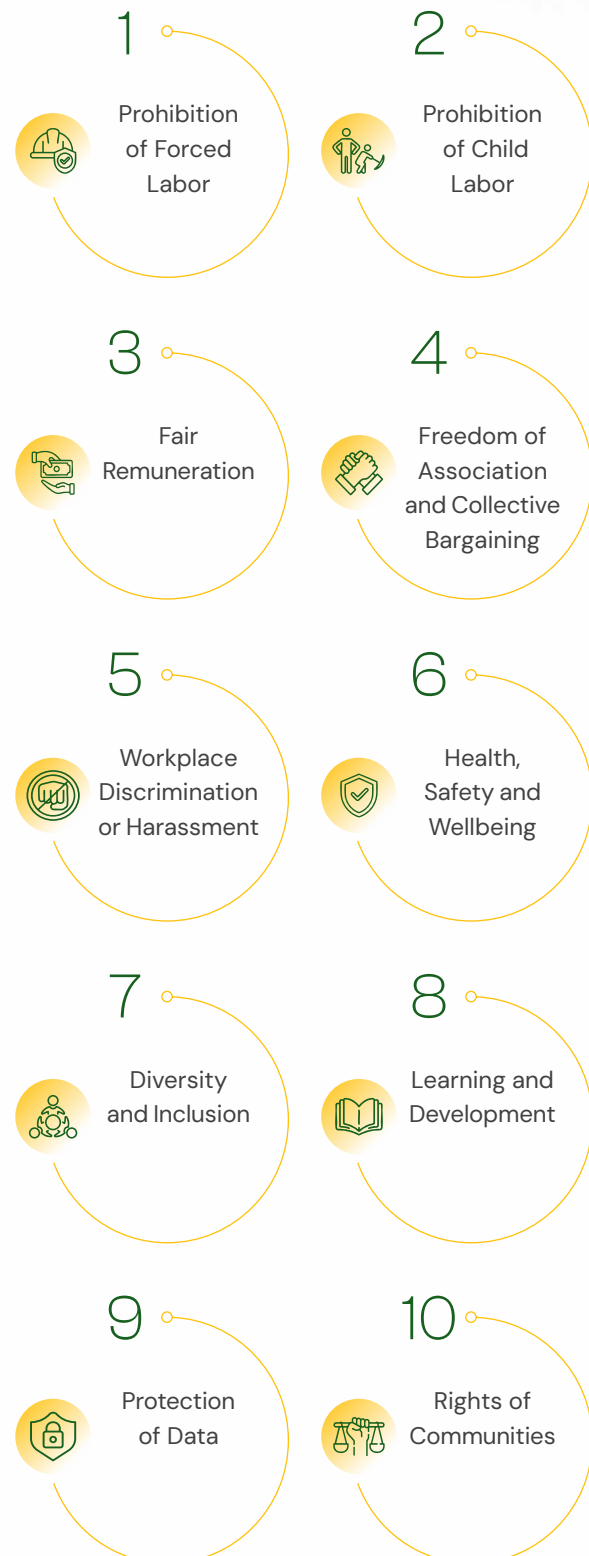 1
Prohibition
of Forced
Labor
2
Prohibition
of Child
Labor
3
Fair
Remuneration
4
Freedom of
Association
and Collective
Bargaining
5
Workplace
Discrimination
or Harassment
6
Health,
Safety and
Wellbeing
7
Diversity
and Inclusion
8
Learning and
Development
9
Protection
of Data
10
Rights of
Communities